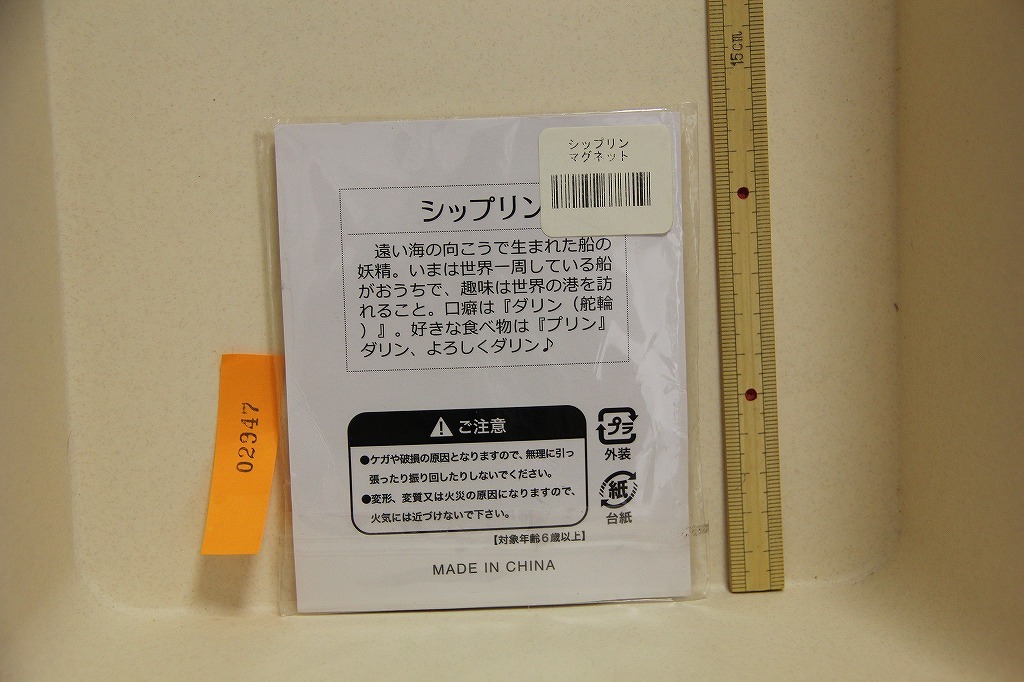 15cm
シップリン
マグネット
シップリン
遠い海の向こうで生まれた船の
妖精。いまは世界一周している船
がおうちで、趣味は世界の港を訪
れること。口癖は『ダリン（舵輪
）』。好きな食べ物は『プリン』
ダリン、よろしくダリン♪
02947
ご注意
●ケガや破損の原因となりますので、無理に引っ
張ったり振り回したりしないでください。
●変形、変質又は火災の原因になりますので、
火気には近づけないで下さい。
プラ
外装
紙
台紙
【対象年齢6歳以上】
MADE IN CHINA